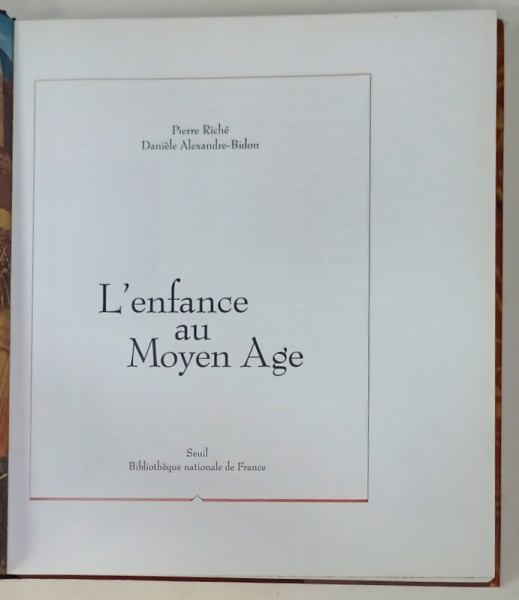 Pierre Riché
Danièle Alexandre-Bidon
L'enfance
au
Moyen Age
Seuil
Bibliothèque nationale de France